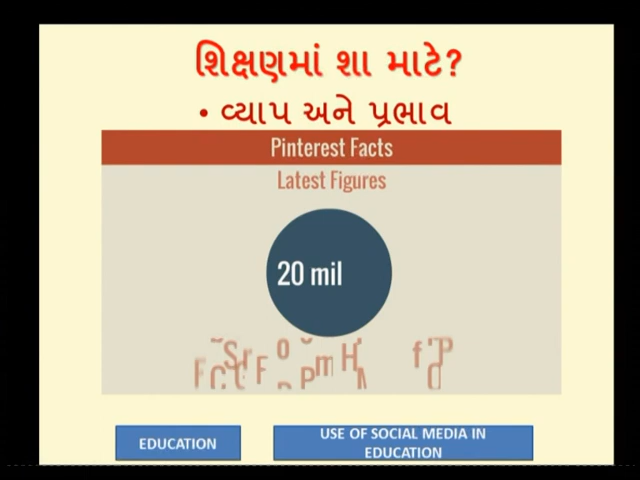 શિક્ષણમાં શા માટે?
• વ્યાપ અને પ્રભાવ
Pinterest Facts
Latest Figures
20 mil
EDUCATION
USE OF SOCIAL MEDIA IN
EDUCATION